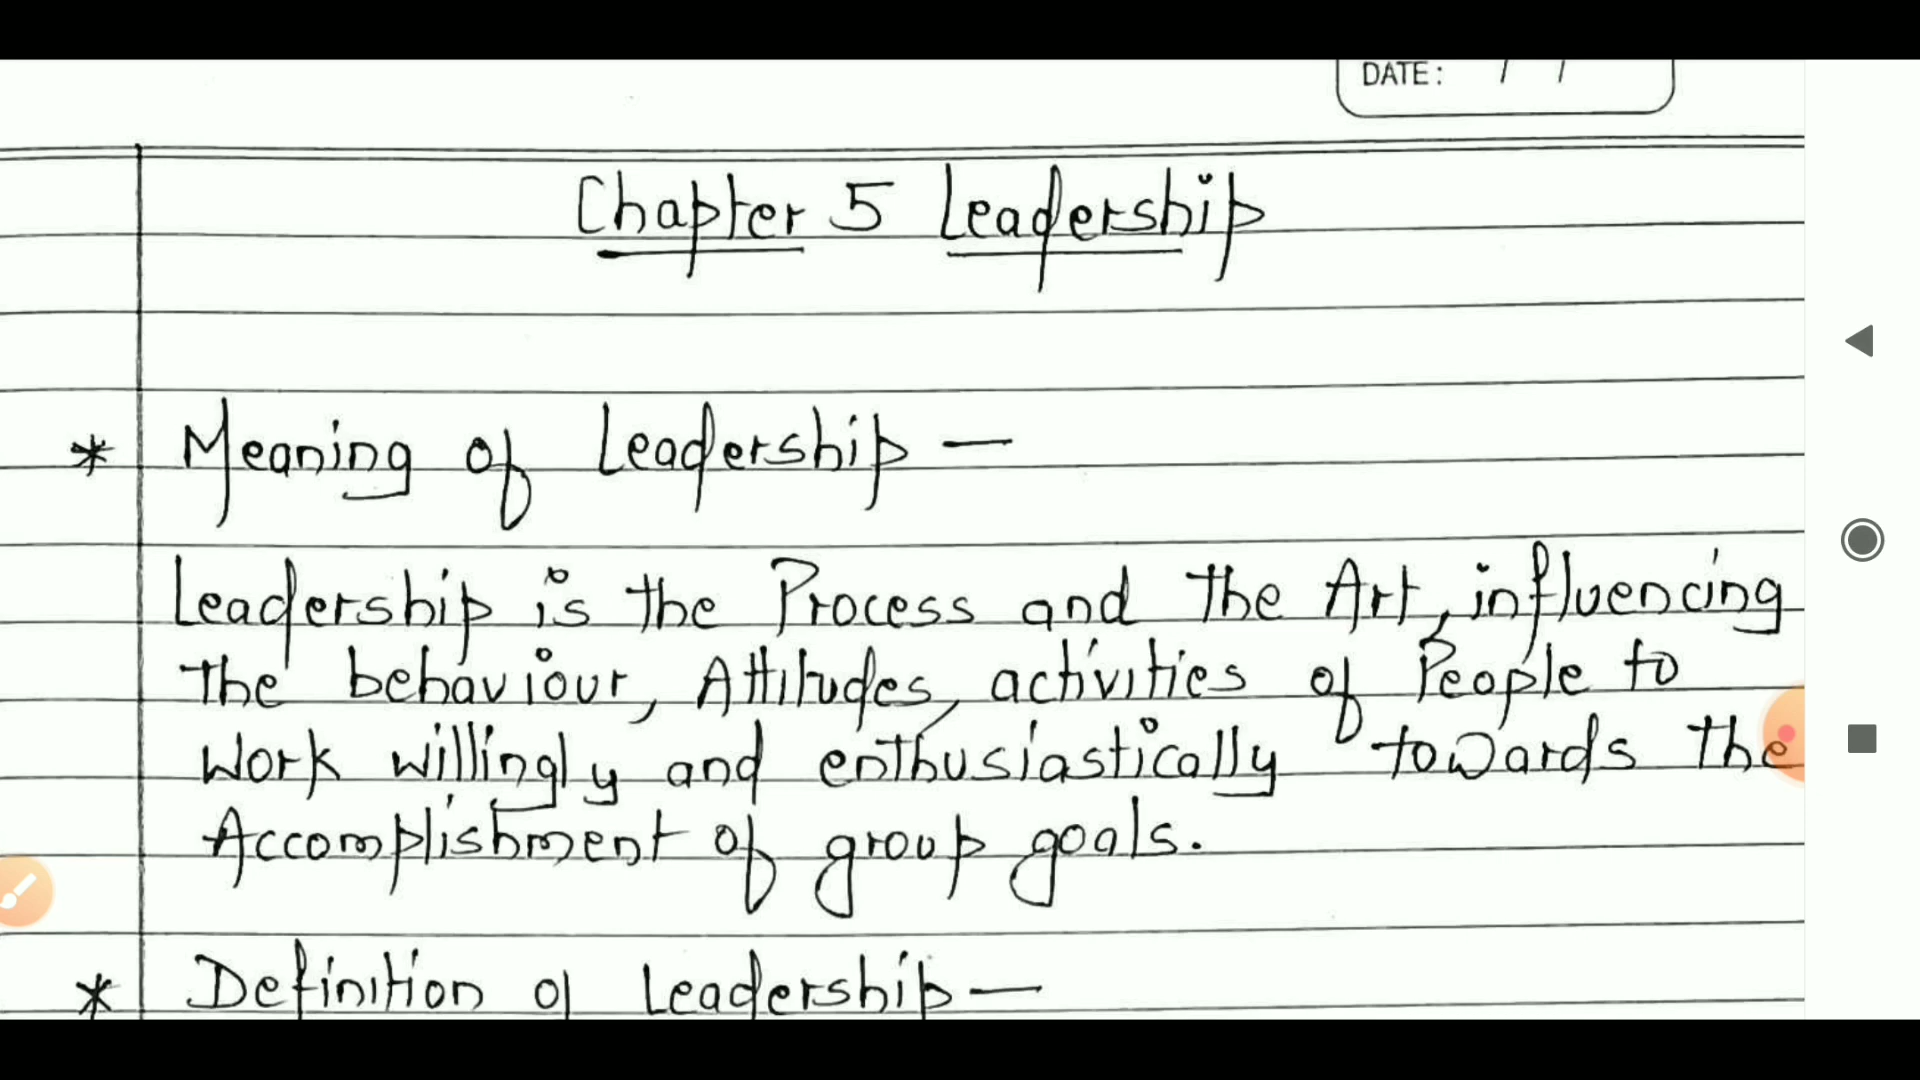 DATE: / /
Chapter 5 Leadership
* Meaning of Leadership —
Leadership is the Process and the Art, influencing
the behaviour, Attitudes, activities of People to
work willingly and enthusiastically towards the
Accomplishment of group goals.
* Definition of Leadership —